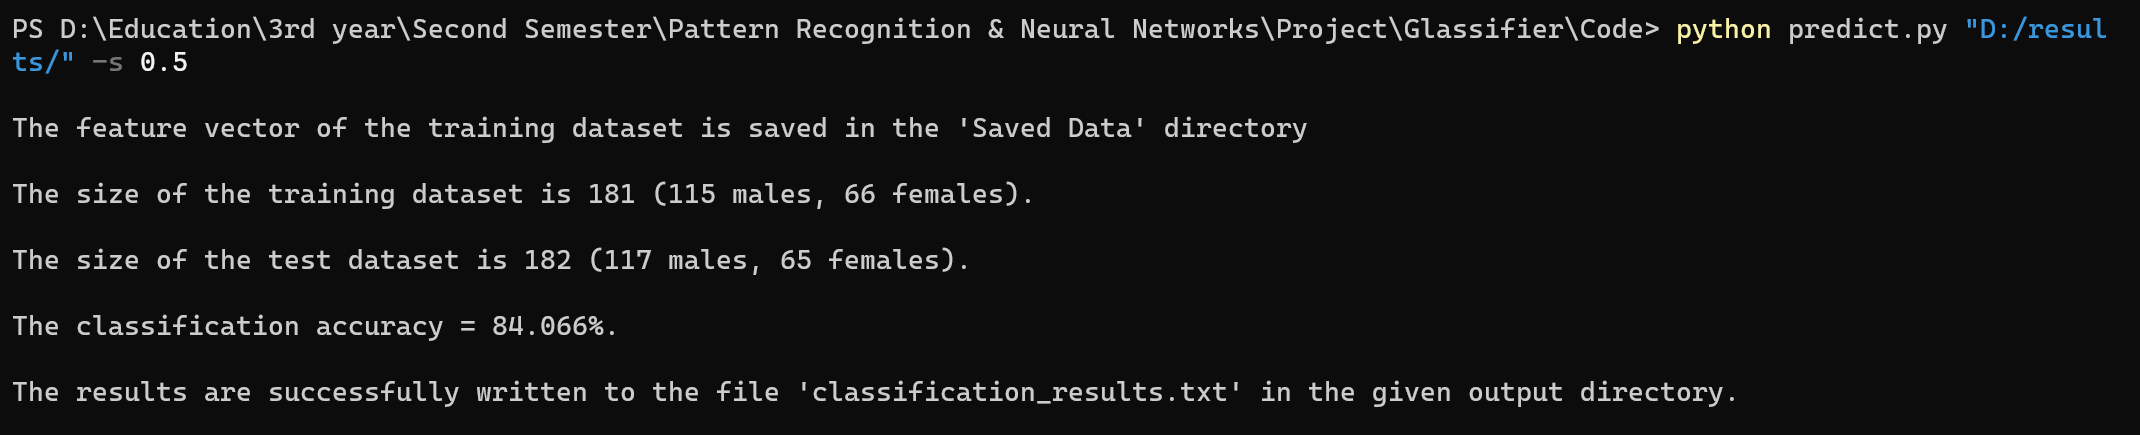 PS D:\Education\3rd year\Second Semester\Pattern Recognition & Neural Networks\Project\Glassifier\Code> python predict.py "D:/resul
ts/" -s 0.5
The feature vector of the training dataset is saved in the 'Saved Data' directory
The size of the training dataset is 181 (115 males, 66 females).
The size of the test dataset is 182 (117 males, 65 females).
The classification accuracy = 84.066%.
The results are successfully written to the file 'classification_results.txt' in the given output directory.